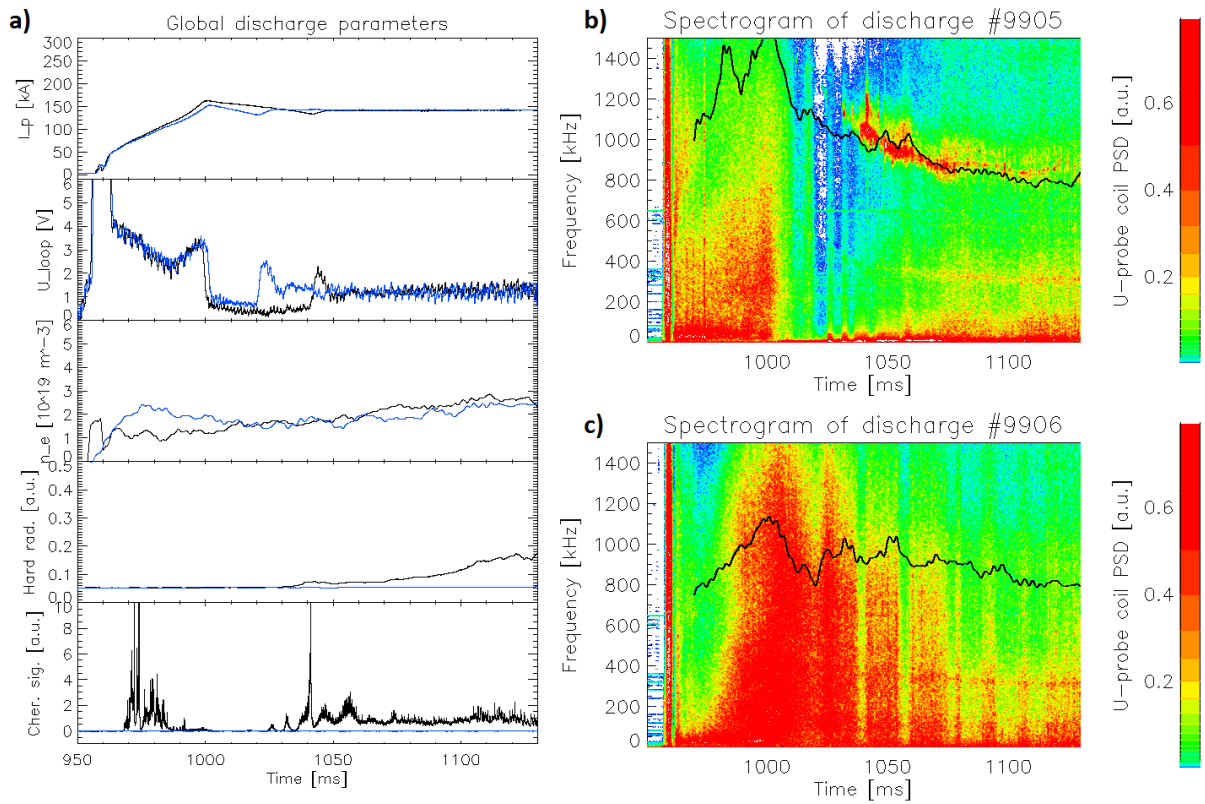 a)
Global discharge parameters
300
250
200
150
100
50
0
I_p [kA]
6
5
4
3
2
1
0
U_loop [V]
6
5
4
3
2
1
0
n_e [10^19 m^-3]
0.5
0.4
0.3
0.2
0.1
0.0
Hard rad. [a.u.]
10
8
6
4
2
0
Cher. sig. [a.u.]
950 1000 1050 1100
Time [ms]
b)
Spectrogram of discharge #9905
1400
1200
1000
800
600
400
200
0
Frequency [kHz]
1000 1050 1100
Time [ms]
0.6
0.4
0.2
U-probe coil PSD [a.u.]
c)
Spectrogram of discharge #9906
1400
1200
1000
800
600
400
200
0
Frequency [kHz]
1000 1050 1100
Time [ms]
0.6
0.4
0.2
U-probe coil PSD [a.u.]